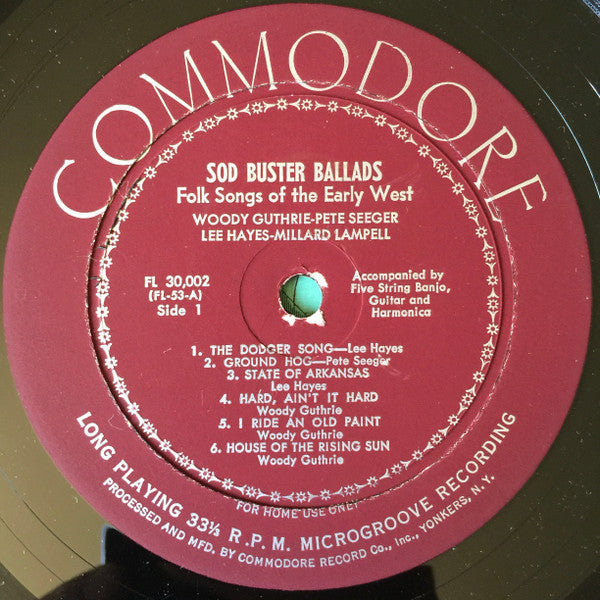 COMMODORE
SOD BUSTER BALLADS
Folk Songs of the Early West
WOODY GUTHRIE-PETE SEEGER
LEE HAYES-MILLARD LAMPELL
FL 30,002
(FL-53-A)
Side 1
Accompanied by
Five String Banjo,
Guitar and
Harmonica
1. THE DODGER SONG—Lee Hayes
2. GROUND HOG—Pete Seeger
3. STATE OF ARKANSAS
Lee Hayes
4. HARD, AIN'T IT HARD
Woody Guthrie
5. I RIDE AN OLD PAINT
Woody Guthrie
6. HOUSE OF THE RISING SUN
Woody Guthrie
FOR HOME USE ONLY
LONG PLAYING 33⅓ R.P.M. MICROGROOVE RECORDING
PROCESSED AND MFD. BY COMMODORE RECORD Co., Inc., YONKERS, N.Y.